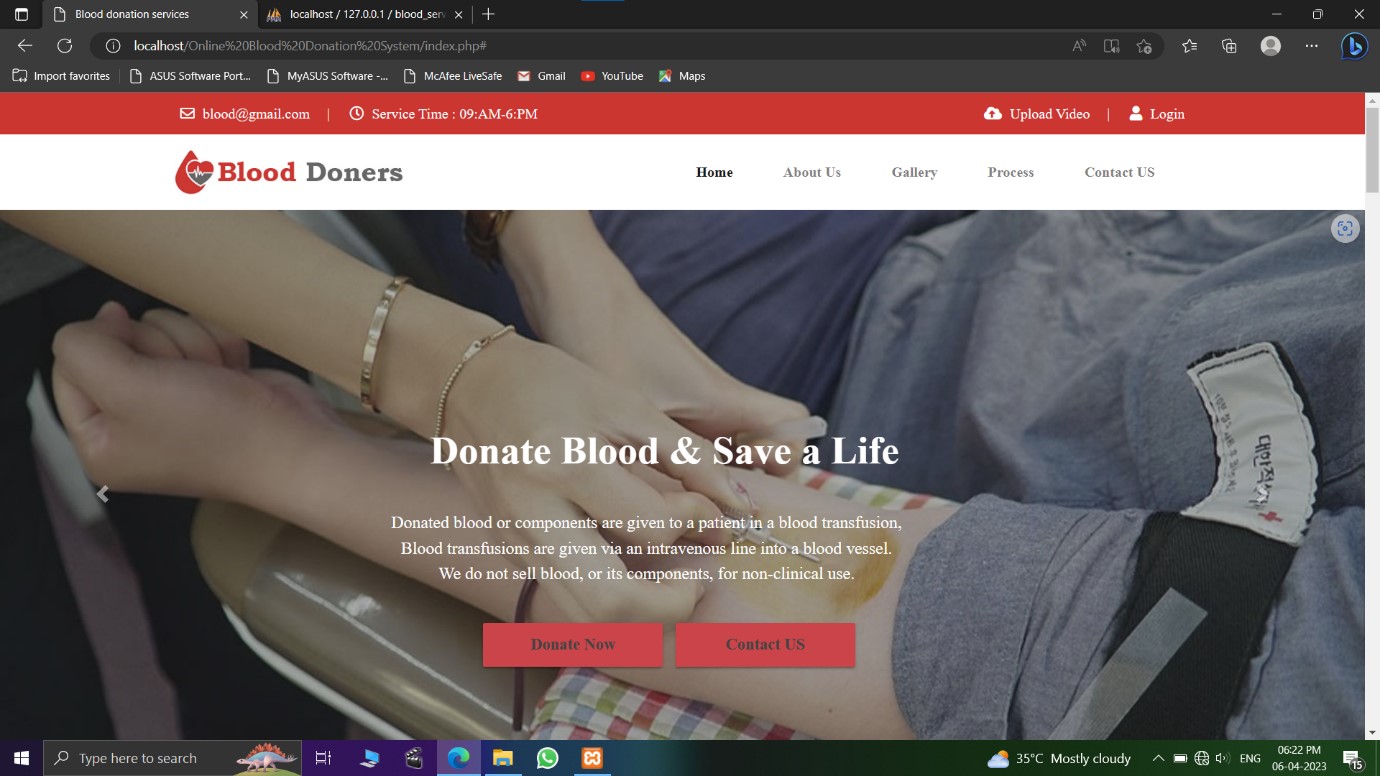 Blood donation services
localhost / 127.0.0.1 / blood_serv
localhost/Online%20Blood%20Donation%20System/index.php#
Import favorites
ASUS Software Port...
MyASUS Software -...
McAfee LiveSafe
Gmail
YouTube
Maps
blood@gmail.com | Service Time : 09:AM-6:PM
Upload Video | Login
Blood Doners
Home
About Us
Gallery
Process
Contact US
대한적십
Donate Blood & Save a Life
Donated blood or components are given to a patient in a blood transfusion,
Blood transfusions are given via an intravenous line into a blood vessel.
We do not sell blood, or its components, for non-clinical use.
Donate Now
Contact US
Type here to search
35°C Mostly cloudy
ENG
06:22 PM
06-04-2023
15